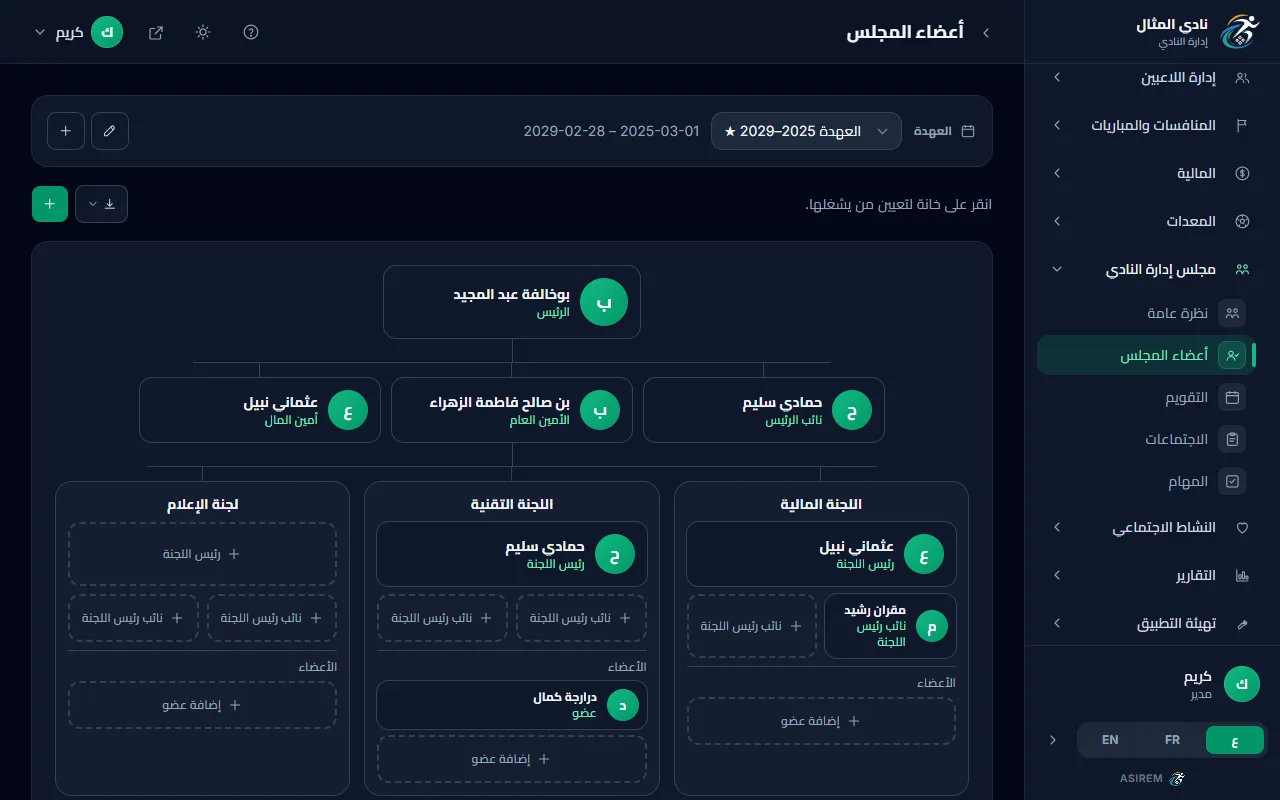 نادي المثال
إدارة النادي
إدارة اللاعبين
المنافسات والمباريات
المالية
المعدات
مجلس إدارة النادي
نظرة عامة
أعضاء المجلس
التقويم
الاجتماعات
المهام
النشاط الاجتماعي
التقارير
تهيئة التطبيق
ك
كريم
مدير
ع
FR
EN
ASIREM
أعضاء المجلس
ك
كريم
العهدة
العهدة 2025–2029 ★
2025-03-01 – 2029-02-28
انقر على خانة لتعيين من يشغلها.
ب
بوخالفة عبد المجيد
الرئيس
ح
حمادي سليم
نائب الرئيس
ب
بن صالح فاطمة الزهراء
الأمين العام
ع
عثماني نبيل
أمين المال
اللجنة المالية
ع
عثماني نبيل
رئيس اللجنة
م
مقران رشيد
نائب رئيس
اللجنة
+ نائب رئيس اللجنة
الأعضاء
+ إضافة عضو
اللجنة التقنية
ح
حمادي سليم
رئيس اللجنة
+ نائب رئيس اللجنة
+ نائب رئيس اللجنة
الأعضاء
د
درارجة كمال
عضو
+ إضافة عضو
لجنة الإعلام
+ رئيس اللجنة
+ نائب رئيس اللجنة
+ نائب رئيس اللجنة
الأعضاء
+ إضافة عضو